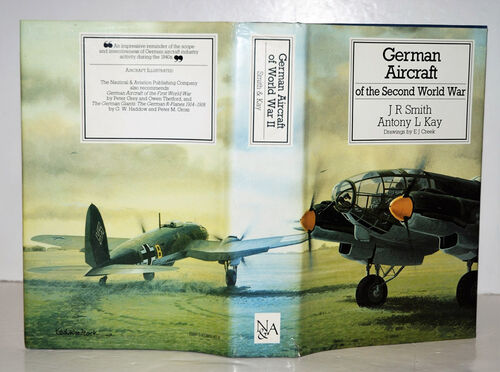 ❝ An impressive reminder of the scope
and inventiveness of German aircraft industry
activity during the 1940s ❞
AIRCRAFT ILLUSTRATED
The Nautical & Aviation Publishing Company
also recommends:
German Aircraft of the First World War
by Peter Gray and Owen Thetford, and
The German Giants: The German R-Planes 1914-1918
by G. W. Haddow and Peter M. Grosz
B
German Aircraft
of World War II
Smith & Kay
N&A
German
Aircraft
of the Second World War
J R Smith
Antony L Kay
Drawings by E J Creek